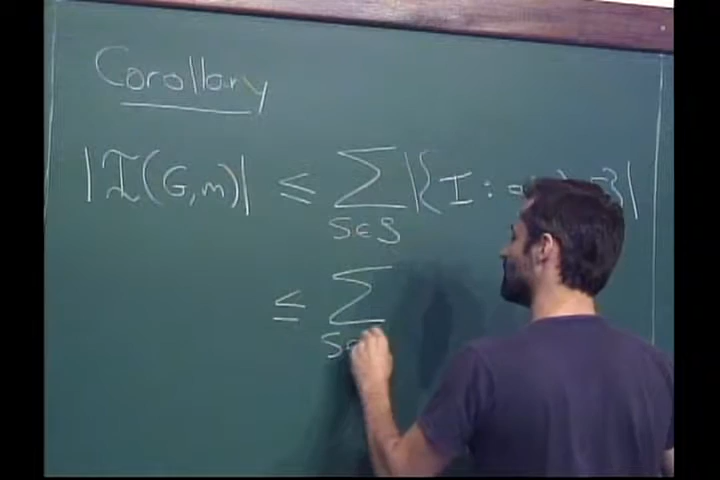 Corollary
|I(G,m)| ≤ ∑ |{I :
S∈S
≤ ∑
S